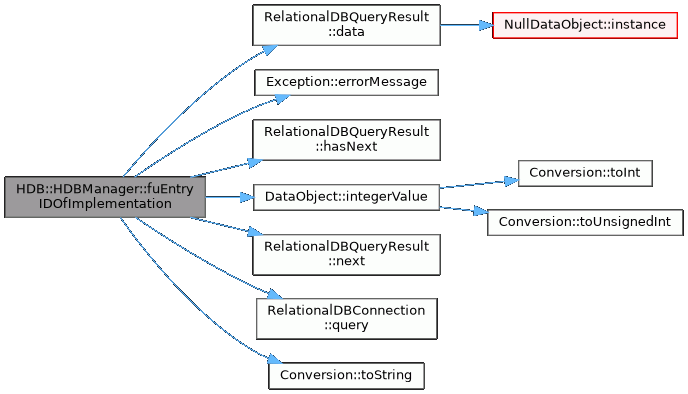 RelationalDBQueryResult
::data
NullDataObject::instance
Exception::errorMessage
RelationalDBQueryResult
::hasNext
HDB::HDBManager::fuEntry
IDOfImplementation
DataObject::integerValue
Conversion::toInt
Conversion::toUnsignedInt
RelationalDBQueryResult
::next
RelationalDBConnection
::query
Conversion::toString